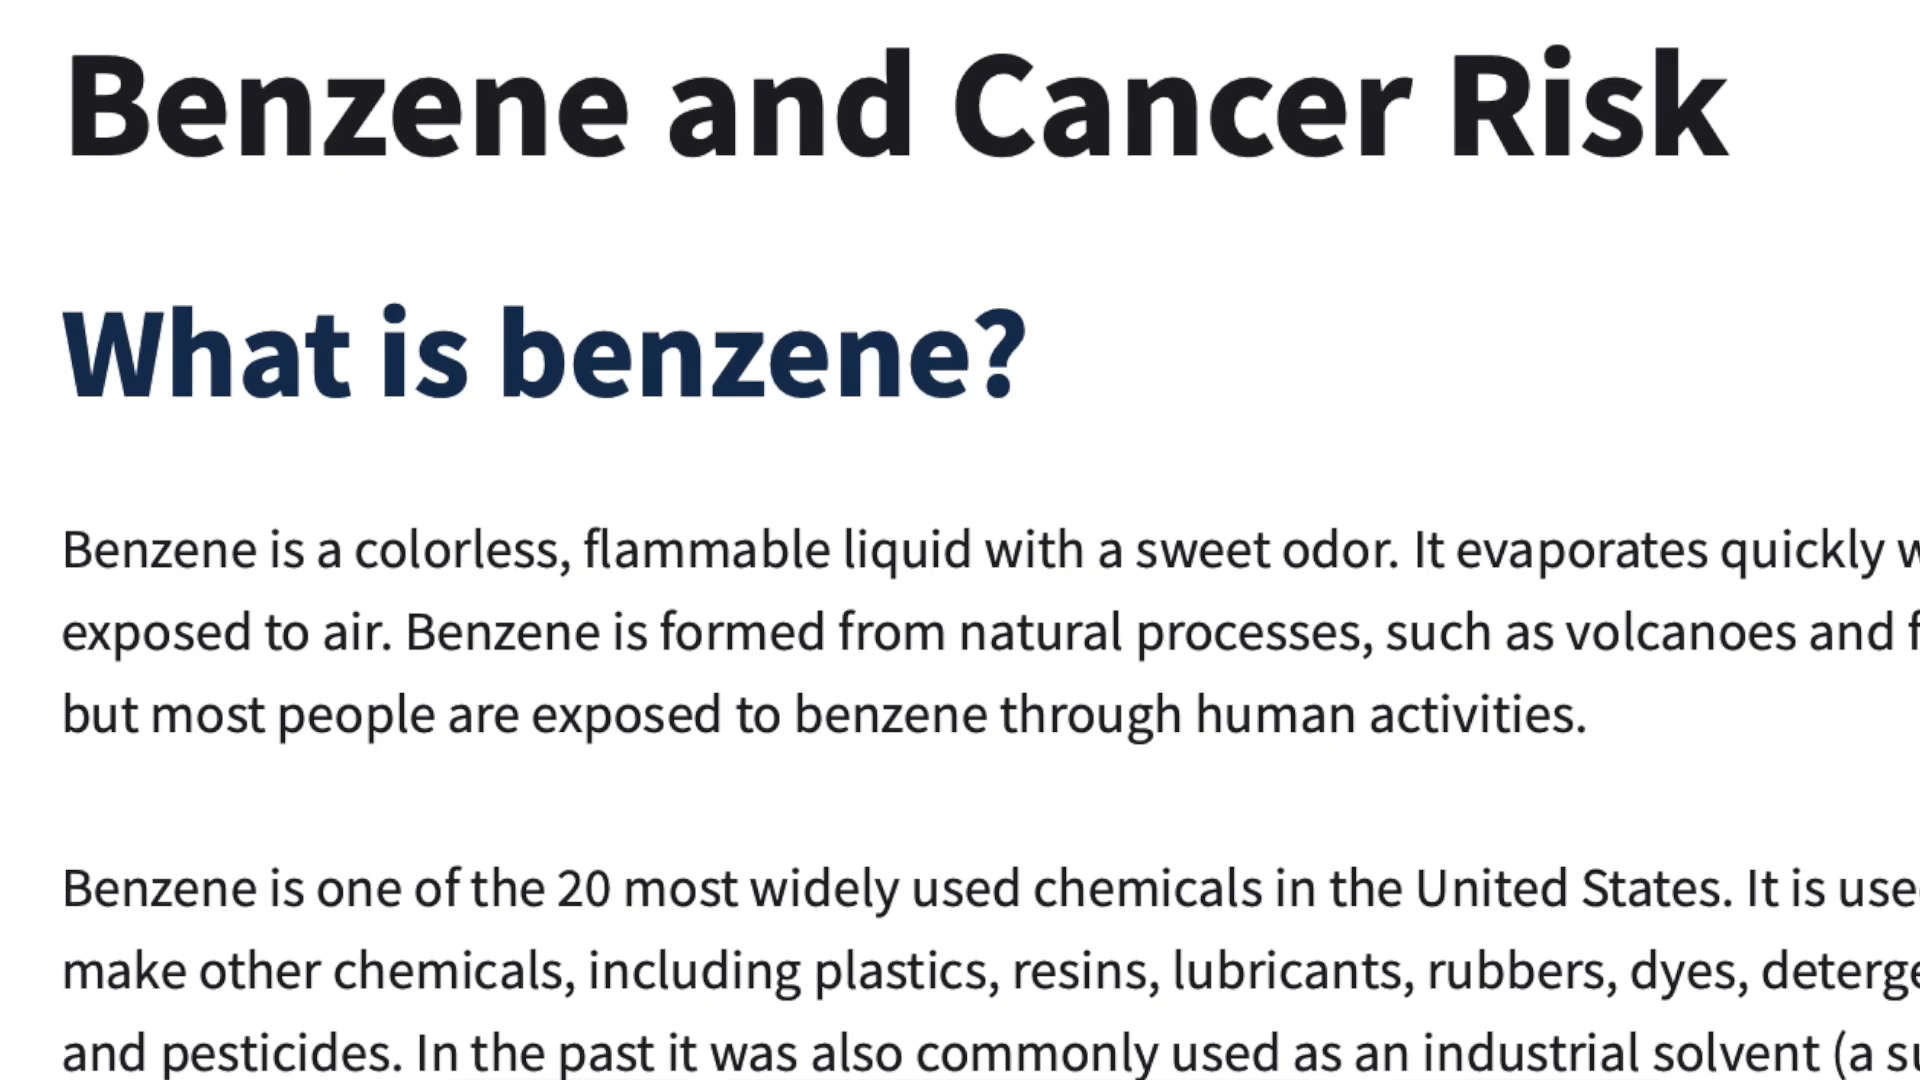 Benzene and Cancer Risk
What is benzene?
Benzene is a colorless, flammable liquid with a sweet odor. It evaporates quickly
exposed to air. Benzene is formed from natural processes, such as volcanoes and
but most people are exposed to benzene through human activities.
Benzene is one of the 20 most widely used chemicals in the United States. It is
make other chemicals, including plastics, resins, lubricants, rubbers, dyes,
and pesticides. In the past it was also commonly used as an industrial solvent (a